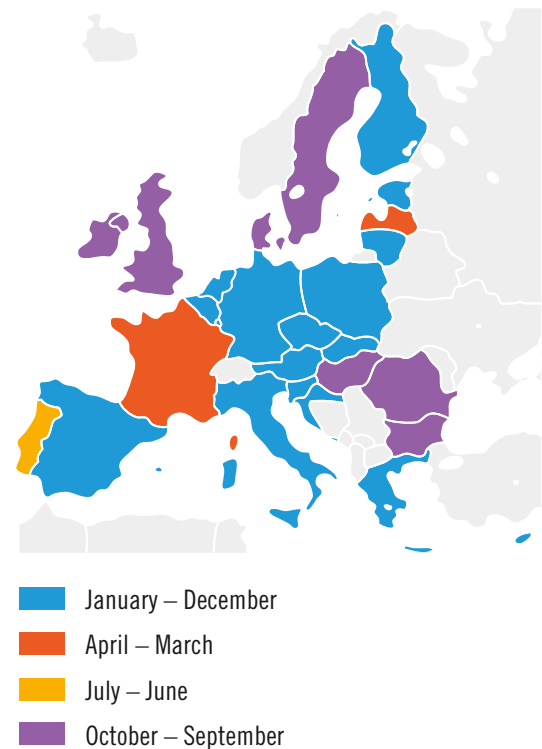 January – December
April – March
July – June
October – September